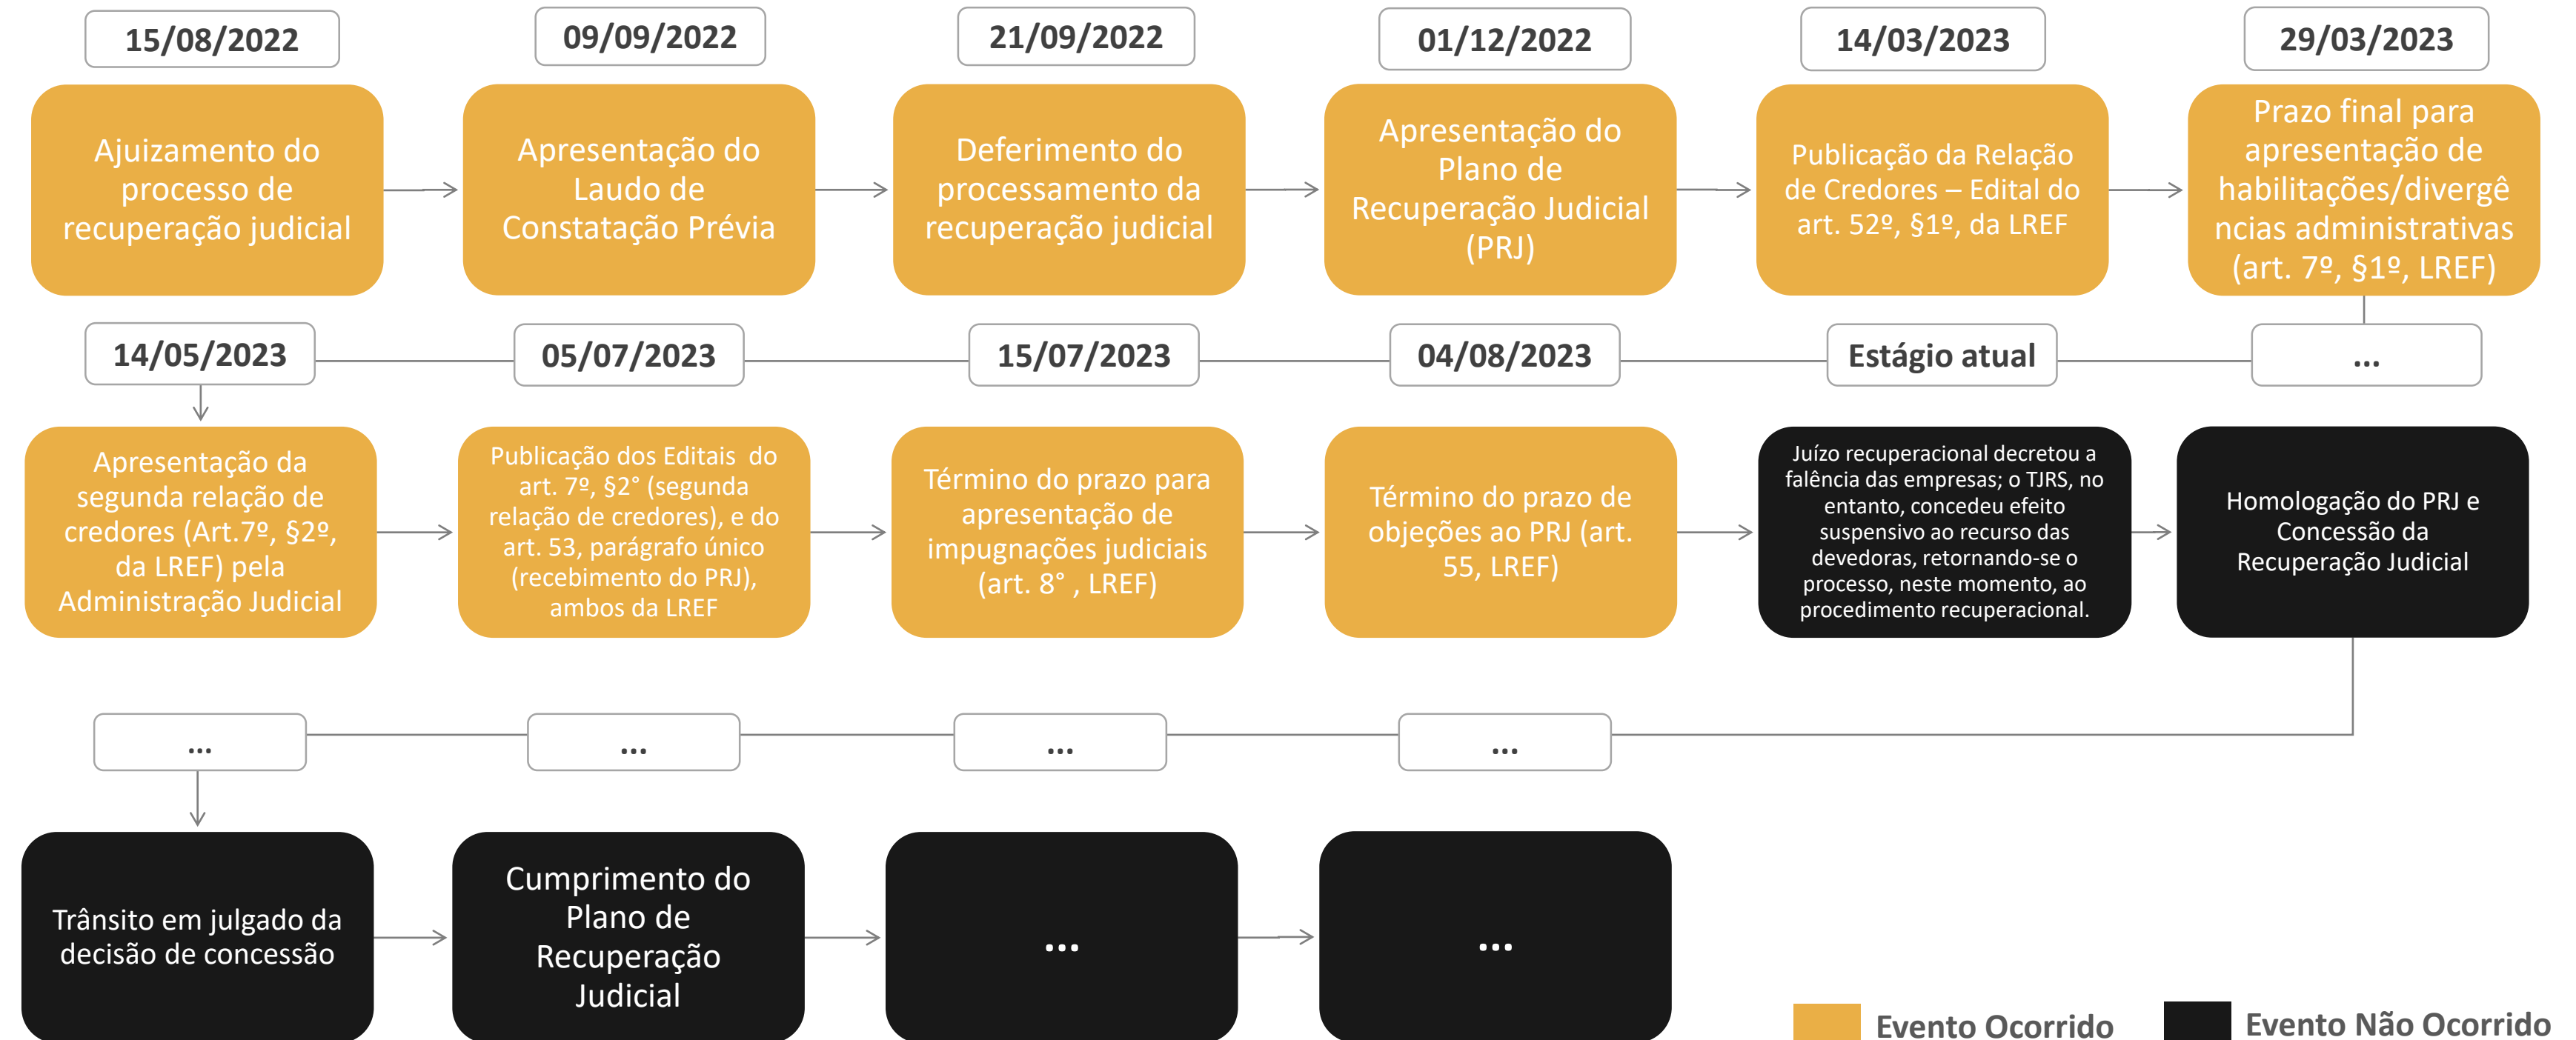 15/08/2022
09/09/2022
21/09/2022
01/12/2022
14/03/2023
29/03/2023
Ajuizamento do
processo de
recuperação judicial
Apresentação do
Laudo de
Constatação Prévia
Deferimento do
processamento da
recuperação judicial
Apresentação do
Plano de
Recuperação Judicial
(PRJ)
Publicação da Relação
de Credores – Edital do
art. 52º, §1º, da LREF
Prazo final para
apresentação de
habilitações/divergê
ncias administrativas
(art. 7º, §1º, LREF)
14/05/2023
05/07/2023
15/07/2023
04/08/2023
Estágio atual
...
Apresentação da
segunda relação de
credores (Art.7º, §2º,
da LREF) pela
Administração Judicial
Publicação dos Editais do
art. 7º, §2° (segunda
relação de credores), e do
art. 53, parágrafo único
(recebimento do PRJ),
ambos da LREF
Término do prazo para
apresentação de
impugnações judiciais
(art. 8° , LREF)
Término do prazo de
objeções ao PRJ (art.
55, LREF)
Juízo recuperacional decretou a
falência das empresas; o TJRS, no
entanto, concedeu efeito
suspensivo ao recurso das
devedoras, retornando-se o
processo, neste momento, ao
procedimento recuperacional.
Homologação do PRJ e
Concessão da
Recuperação Judicial
...
...
...
...
Trânsito em julgado da
decisão de concessão
Cumprimento do
Plano de
Recuperação
Judicial
...
...
Evento Ocorrido
Evento Não Ocorrido